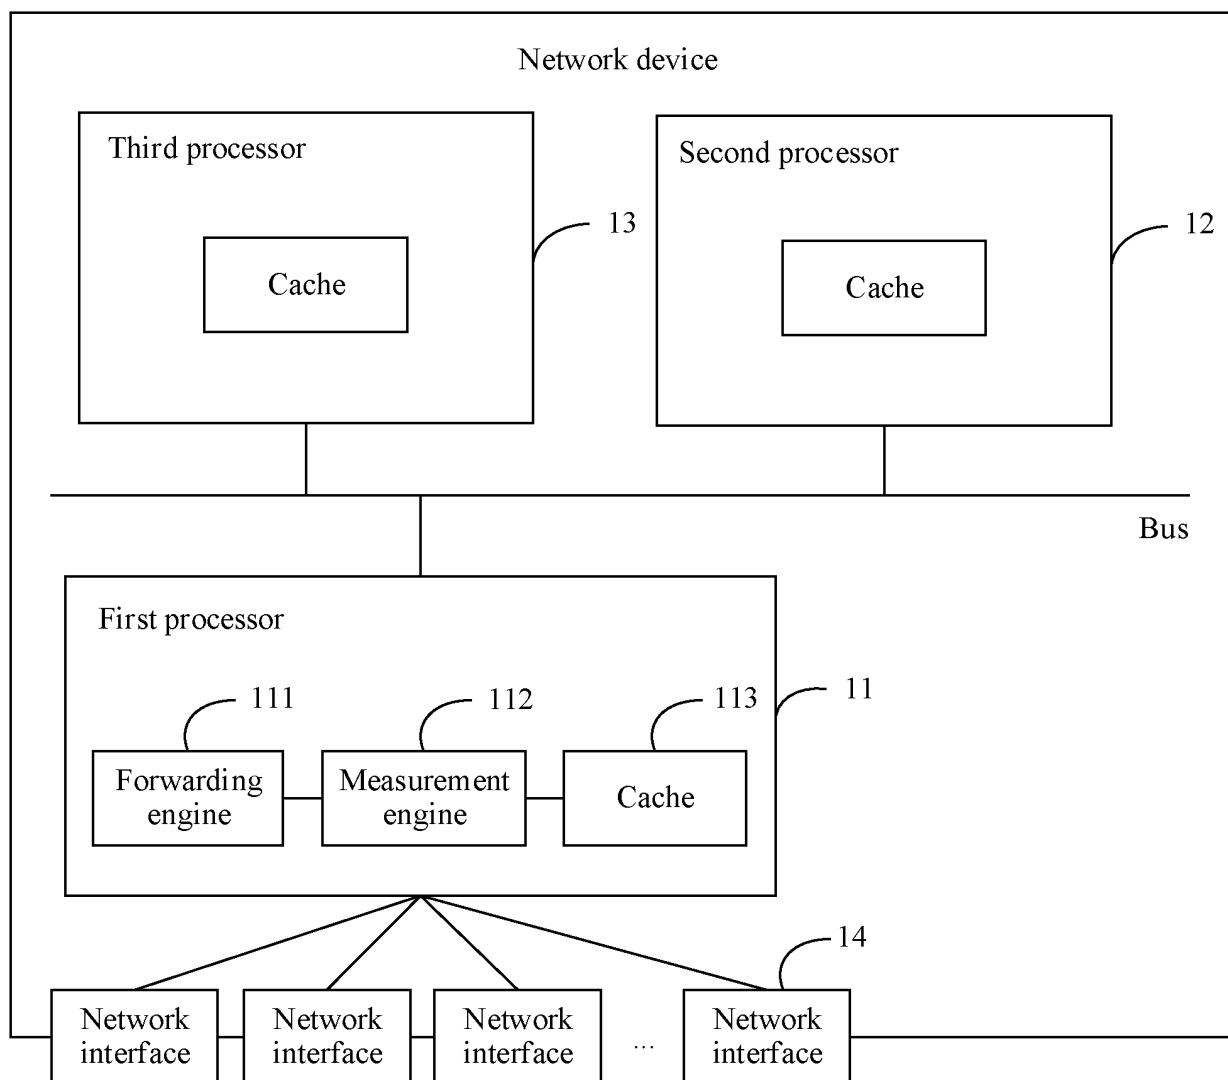 Network device
Third processor
Second processor
13
12
Cache
Cache
Bus
First processor
11
111
112
113
Forwarding
engine
Measurement
engine
Cache
14
Network
interface
Network
interface
Network
interface
...
Network
interface